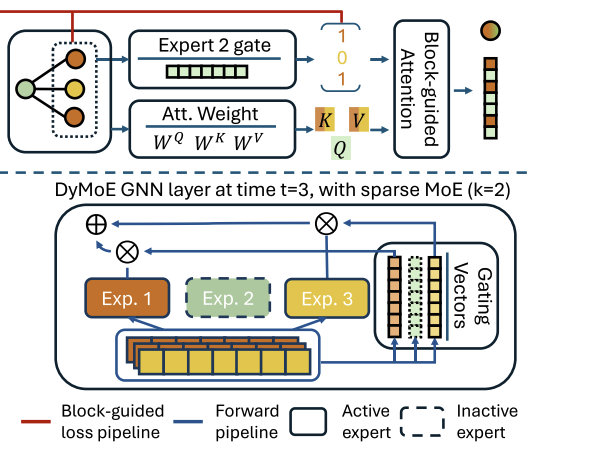 Expert 2 gate
1
0
1
Block-guided
Attention
Att. Weight
W^Q W^K W^V
K V
Q
DyMoE GNN layer at time t=3, with sparse MoE (k=2)
Exp. 1
Exp. 2
Exp. 3
Gating
Vectors
Block-guided
loss pipeline
Forward
pipeline
Active
expert
Inactive
expert